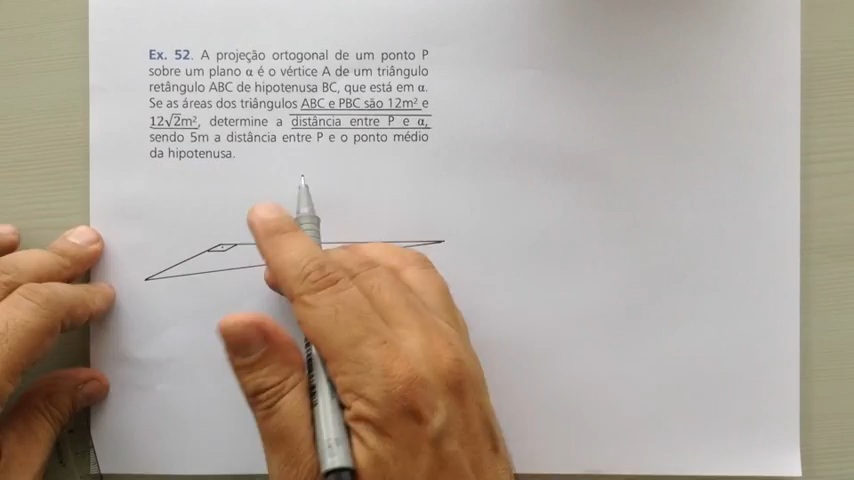 Ex. 52. A projeção ortogonal de um ponto P
sobre um plano α é o vértice A de um triângulo
retângulo ABC de hipotenusa BC, que está em α.
Se as áreas dos triângulos ABC e PBC são 12m² e
12√2m², determine a distância entre P e α,
sendo 5m a distância entre P e o ponto médio
da hipotenusa.